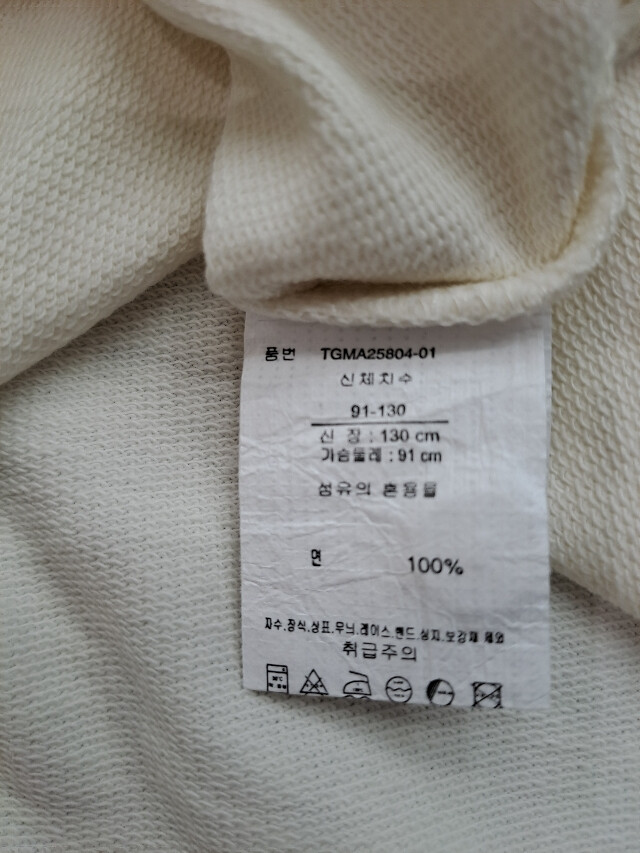 품번 TGMA25804-01
신체치수
91-130
신 장 : 130 cm
가슴둘레 : 91 cm
섬유의 혼용률
면 100%
자수.장식.상표.무늬.레이스.밴드.심지.보강재 제외
취급주의